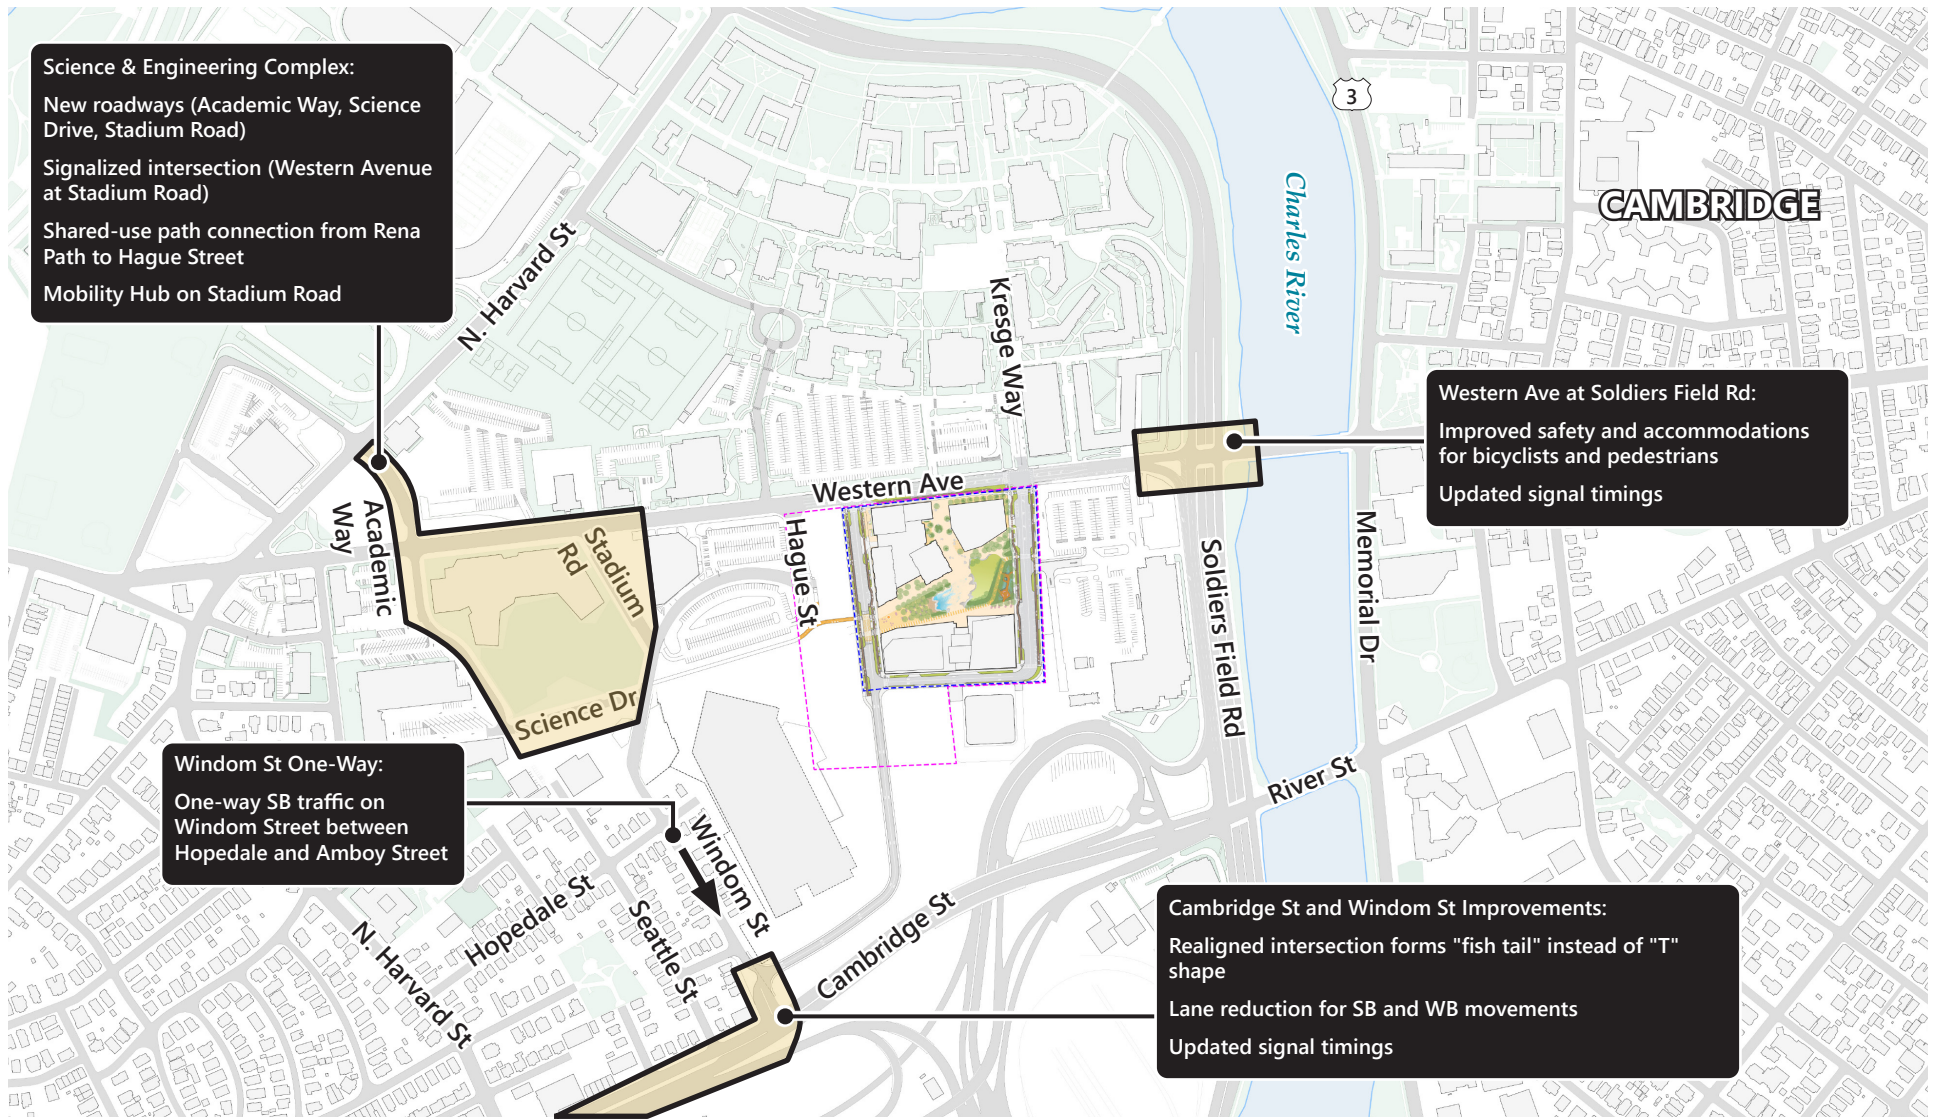 Science & Engineering Complex:
New roadways (Academic Way, Science
Drive, Stadium Road)
Signalized intersection (Western Avenue
at Stadium Road)
Shared-use path connection from Rena
Path to Hague Street
Mobility Hub on Stadium Road
3
CAMBRIDGE
Charles River
N. Harvard St
Kresge Way
Western Ave at Soldiers Field Rd:
Improved safety and accommodations
for bicyclists and pedestrians
Updated signal timings
Western Ave
Academic
Way
Stadium
Rd
Hague St
Soldiers Field Rd
Memorial Dr
Science Dr
Windom St One-Way:
One-way SB traffic on
Windom Street between
Hopedale and Amboy Street
River St
Windom St
Hopedale St
Seattle St
N. Harvard St
Cambridge St
Cambridge St and Windom St Improvements:
Realigned intersection forms "fish tail" instead of "T"
shape
Lane reduction for SB and WB movements
Updated signal timings